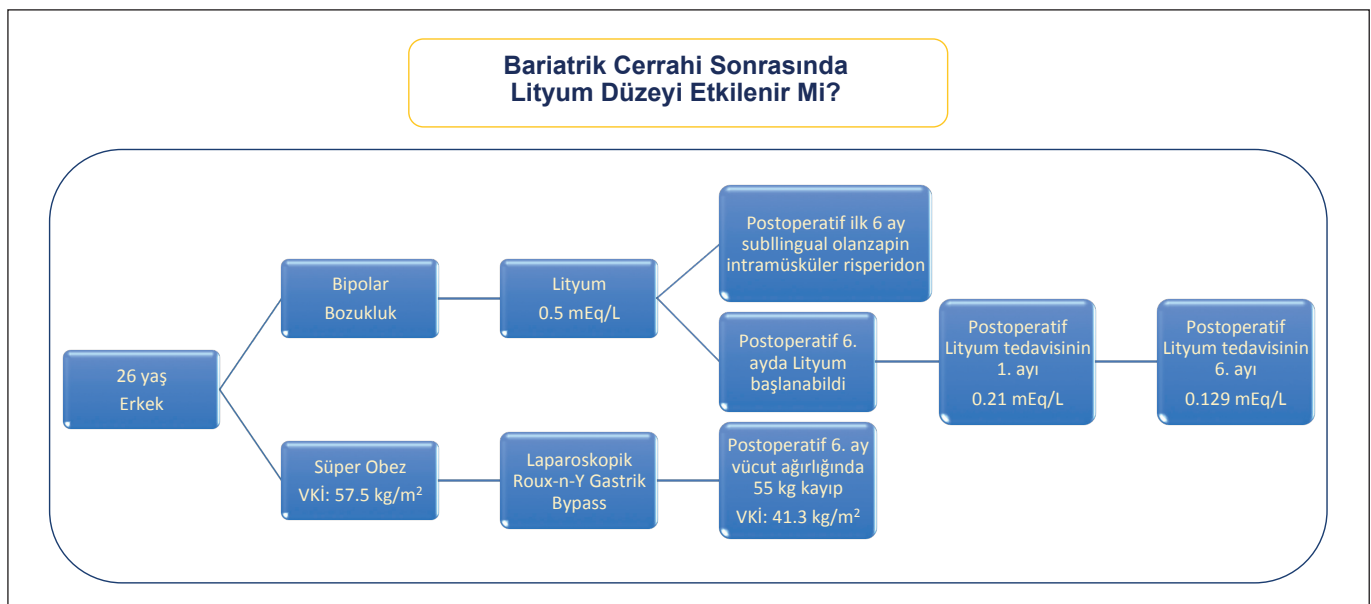 Bariatrik Cerrahi Sonrasında
Lityum Düzeyi Etkilenir Mi?
26 yaş
Erkek
Bipolar
Bozukluk
Lityum
0.5 mEq/L
Postoperatif ilk 6 ay
subllingual olanzapin
intramüsküler risperidon
Postoperatif 6.
ayda Lityum
başlanabildi
Postoperatif
Lityum tedavisinin
1. ayı
0.21 mEq/L
Postoperatif
Lityum tedavisinin
6. ayı
0.129 mEq/L
Süper Obez
VKİ: 57.5 kg/m²
Laparoskopik
Roux-n-Y Gastrik
Bypass
Postoperatif 6. ay
vücut ağırlığında
55 kg kayıp
VKİ: 41.3 kg/m²